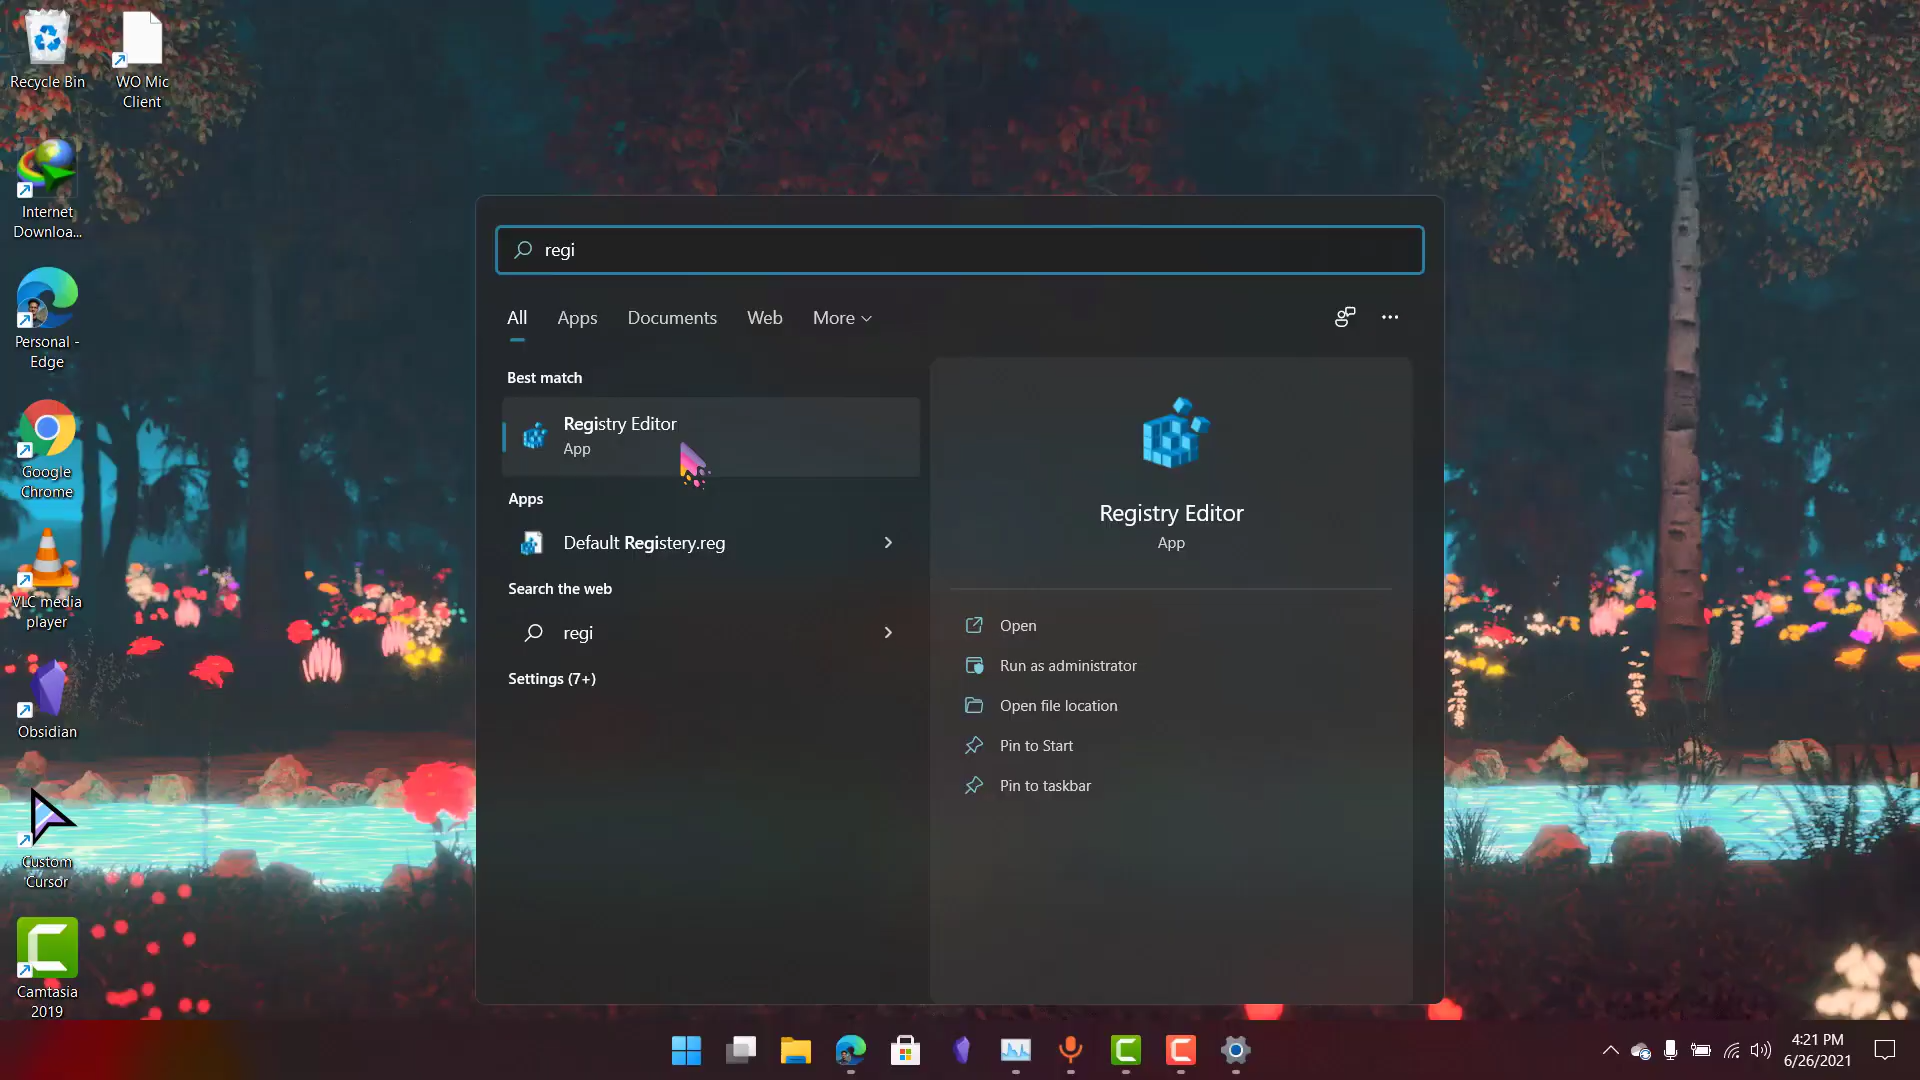 Recycle Bin
WO Mic
Client
Internet
Downloa...
Personal -
Edge
Google
Chrome
VLC media
player
Obsidian
Custom
Cursor
Camtasia
2019
regi
All
Apps
Documents
Web
More
Best match
Registry Editor
App
Apps
Default Registery.reg
Search the web
regi
Settings (7+)
Registry Editor
App
Open
Run as administrator
Open file location
Pin to Start
Pin to taskbar
4:21 PM
6/26/2021